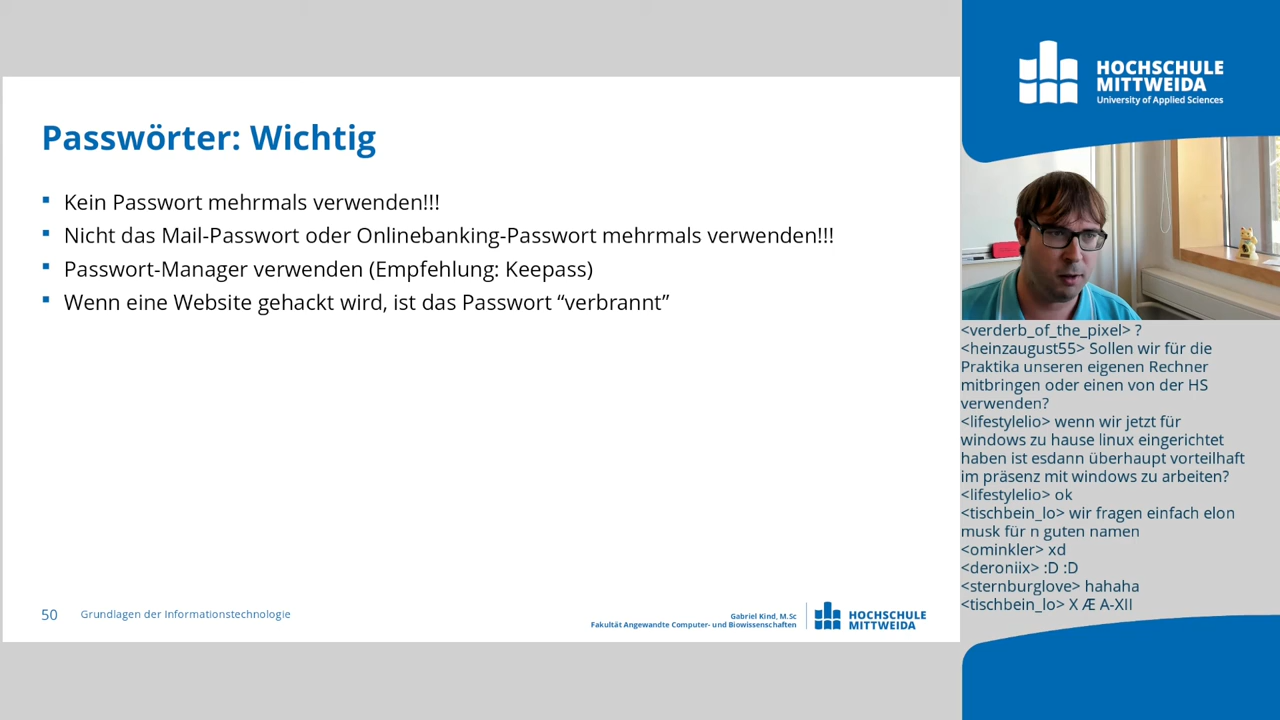 Passwörter: Wichtig
Kein Passwort mehrmals verwenden!!!
Nicht das Mail-Passwort oder Onlinebanking-Passwort mehrmals verwenden!!!
Passwort-Manager verwenden (Empfehlung: Keepass)
Wenn eine Website gehackt wird, ist das Passwort “verbrannt”
50
Grundlagen der Informationstechnologie
Gabriel Kind, M.Sc
Fakultät Angewandte Computer- und Biowissenschaften
HOCHSCHULE
MITTWEIDA
HOCHSCHULE
MITTWEIDA
University of Applied Sciences
<verderb_of_the_pixel> ?
<heinzaugust55> Sollen wir für die
Praktika unseren eigenen Rechner
mitbringen oder einen von der HS
verwenden?
<lifestylelio> wenn wir jetzt für
windows zu hause linux eingerichtet
haben ist esdann überhaupt vorteilhaft
im präsenz mit windows zu arbeiten?
<lifestylelio> ok
<tischbein_lo> wir fragen einfach elon
musk für n guten namen
<ominkler> xd
<deroniix> :D :D
<sternburglove> hahaha
<tischbein_lo> X Æ A-XII